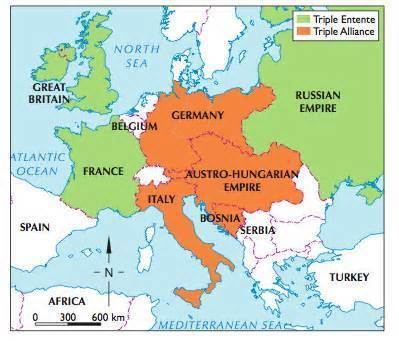 Triple Entente
Triple Alliance
NORTH
SEA
GREAT
BRITAIN
RUSSIAN
EMPIRE
GERMANY
BELGIUM
ATLANTIC
OCEAN
FRANCE
AUSTRO-HUNGARIAN
EMPIRE
ITALY
BOSNIA
SERBIA
SPAIN
N
TURKEY
AFRICA
0 300 600 km
MEDITERRANEAN SEA